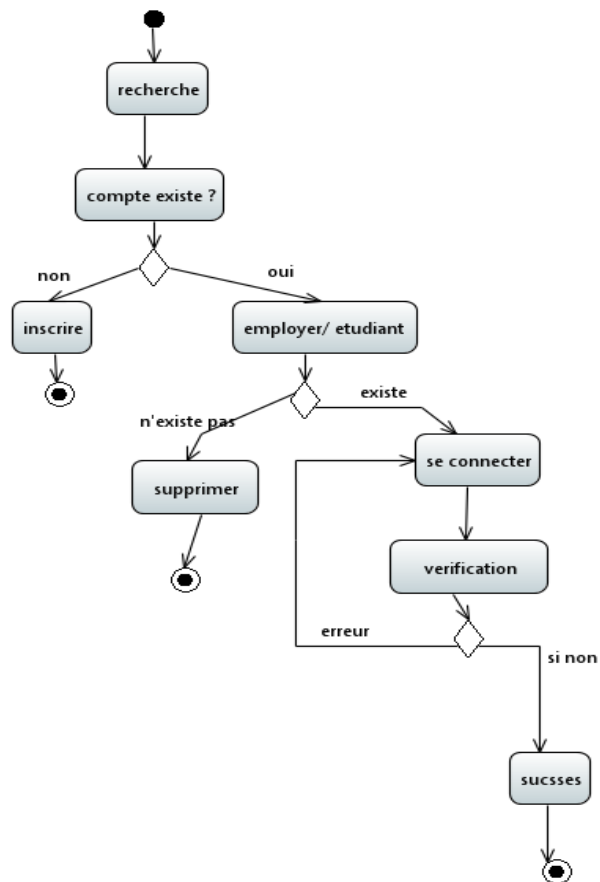 recherche
compte existe ?
non
oui
inscrire
employer/ etudiant
existe
n'existe pas
se connecter
supprimer
verification
erreur
si non
sucsses